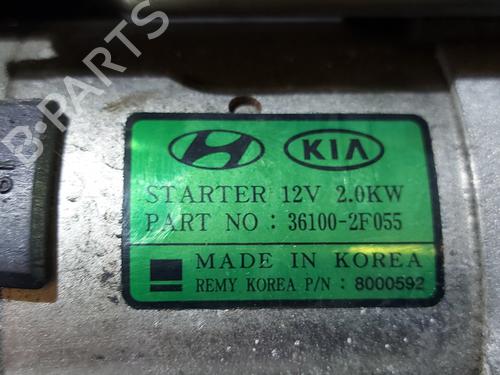 B-PARTS
KIA
STARTER 12V 2.0KW
PART NO : 36100-2F055
MADE IN KOREA
REMY KOREA P/N : 8000592